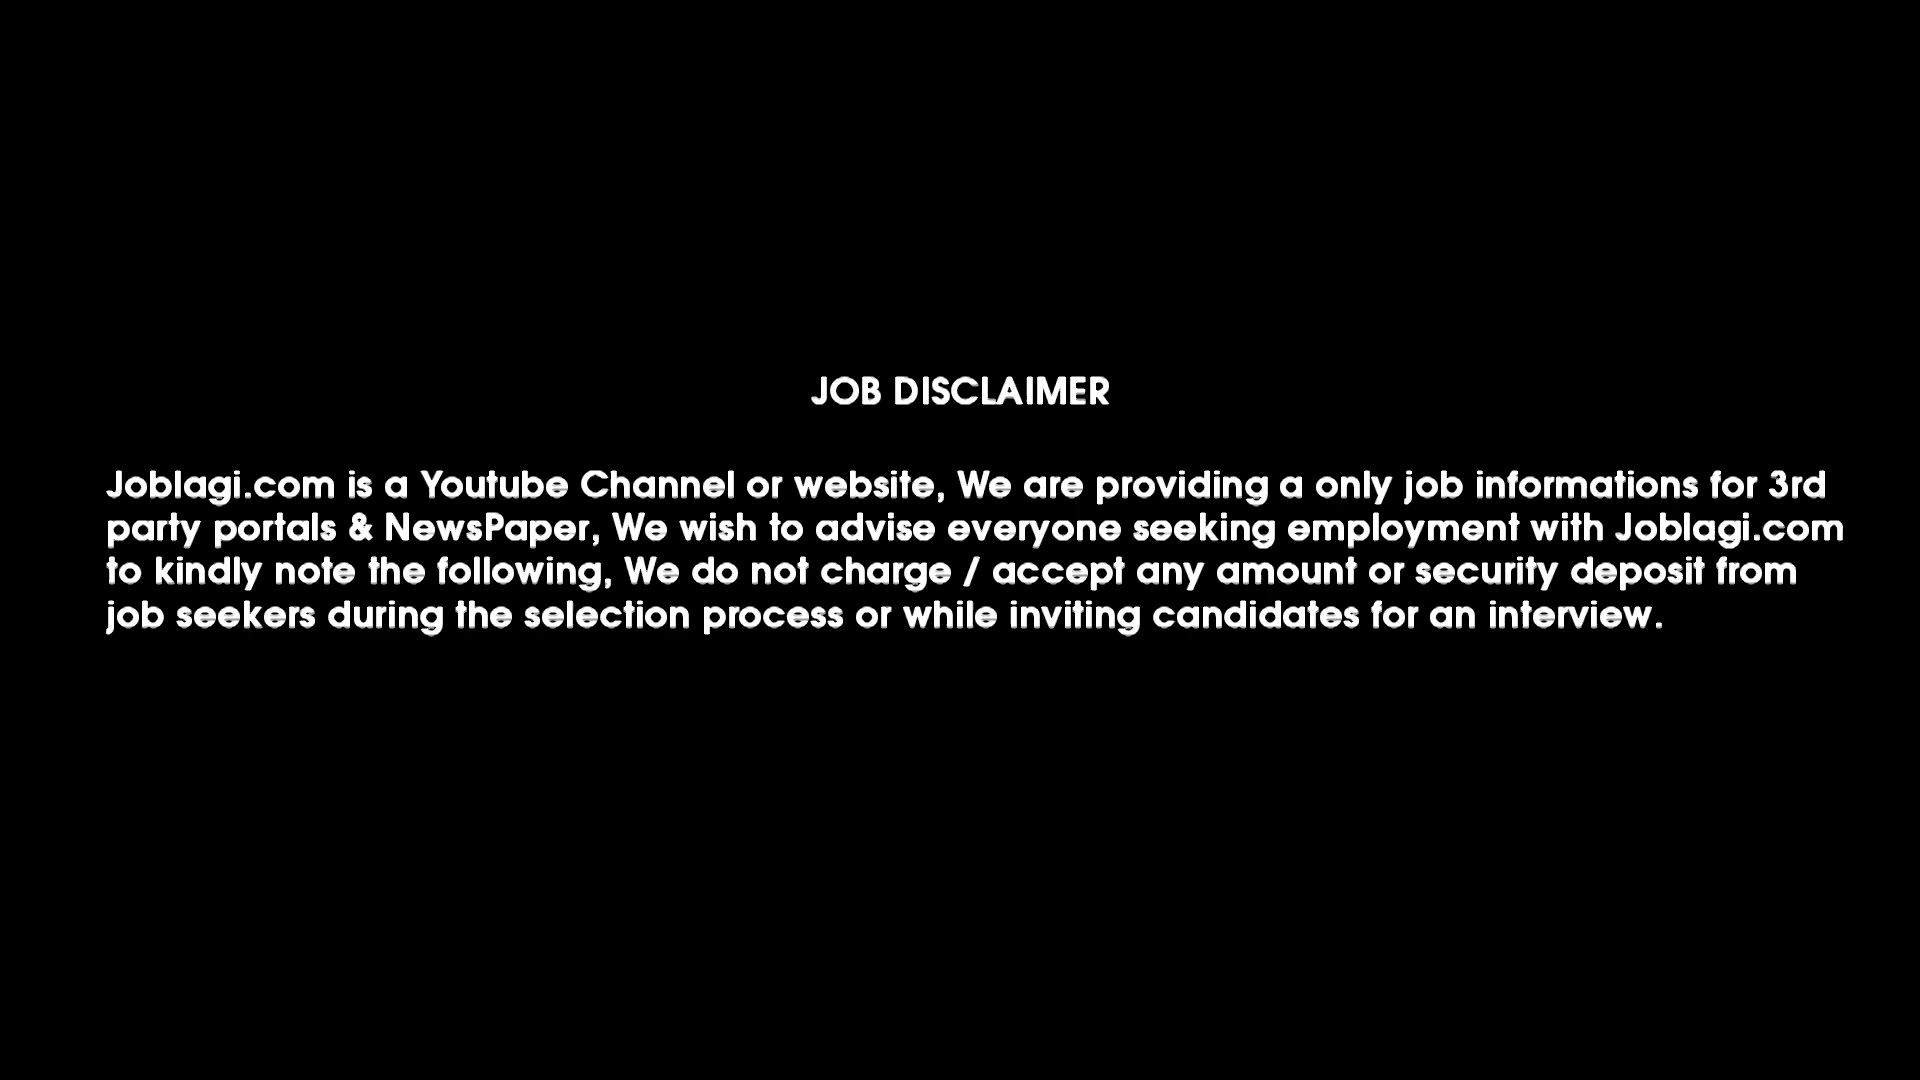 JOB DISCLAIMER
Joblagi.com is a Youtube Channel or website, We are providing a only job informations for 3rd
party portals & NewsPaper, We wish to advise everyone seeking employment with Joblagi.com
to kindly note the following, We do not charge / accept any amount or security deposit from
job seekers during the selection process or while inviting candidates for an interview.